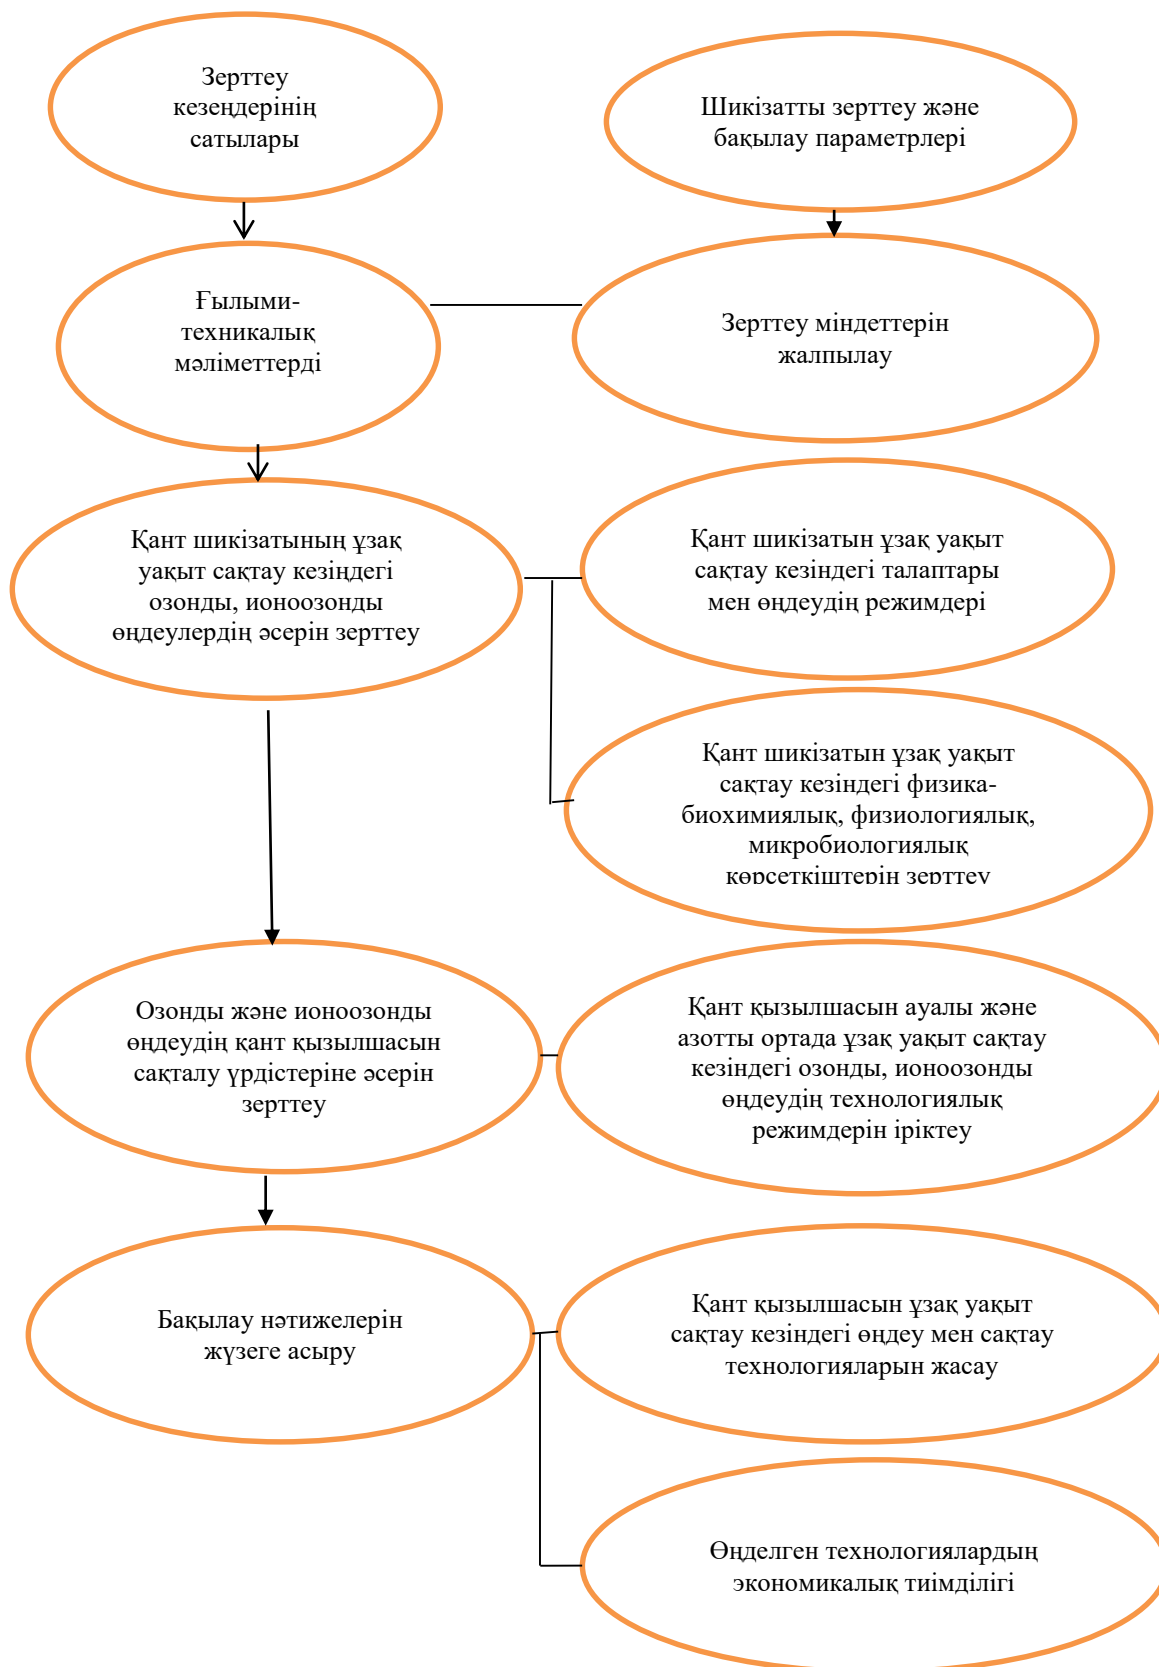 Зерттеу
кезеңдерінің
сатылары
Шикізатты зерттеу және
бақылау параметрлері
Ғылыми-
техникалық
мәліметтерді
Зерттеу міндеттерін
жалпылау
Қант шикізатының ұзақ
уақыт сақтау кезіңдегі
озонды, ионоозонды
өңдеулердің әсерін зерттеу
Қант шикізатын ұзақ уақыт
сақтау кезіндегі талаптары
мен өңдеудің режимдері
Қант шикізатын ұзақ уақыт
сақтау кезіндегі физика-
биохимиялық, физиологиялық,
микробиологиялық
көрсеткіштерін зерттеу
Озонды және ионоозонды
өңдеудің қант қызылшасын
сақталу үрдістеріне әсерін
зерттеу
Қант қызылшасын ауалы және
азотты ортада ұзақ уақыт сақтау
кезіндегі озонды, ионоозонды
өңдеудің технологиялық
режимдерін іріктеу
Бақылау нәтижелерін
жүзеге асыру
Қант қызылшасын ұзақ уақыт
сақтау кезіндегі өңдеу мен сақтау
технологияларын жасау
Өңделген технологиялардың
экономикалық тиімділігі